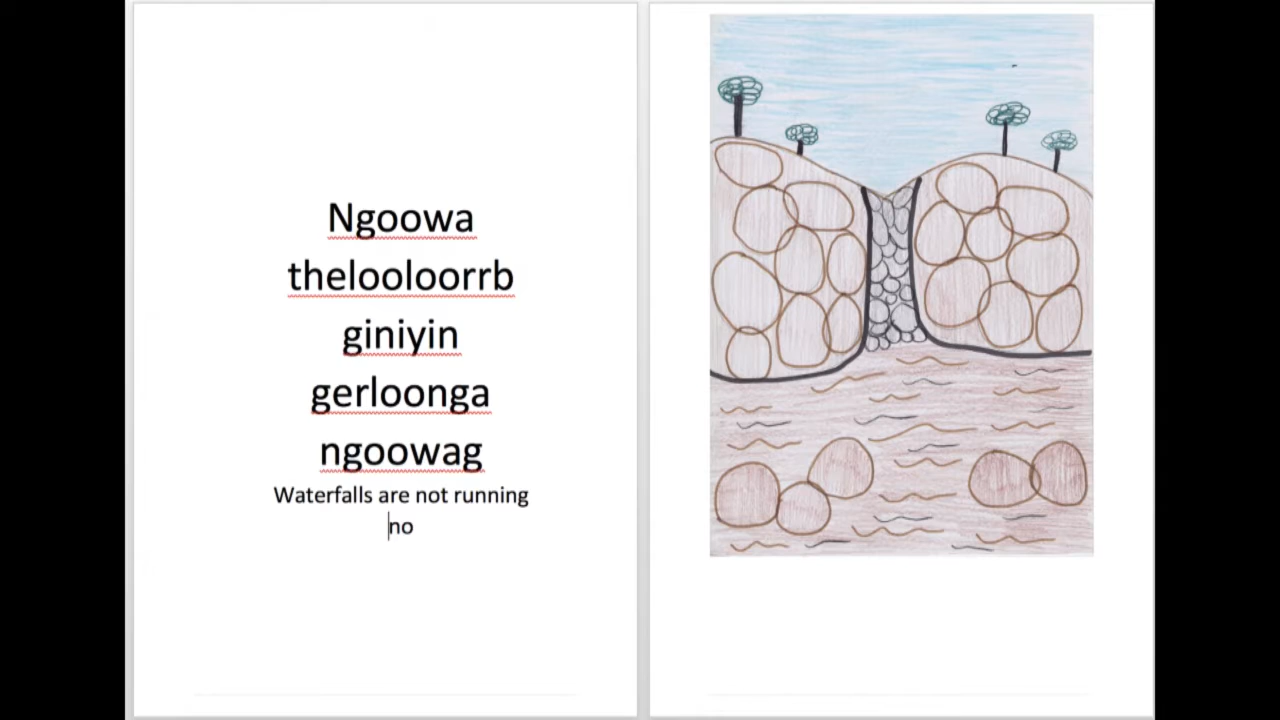 Ngoowa
thelooloorrb
giniyin
gerloonga
ngoowag
Waterfalls are not running
no